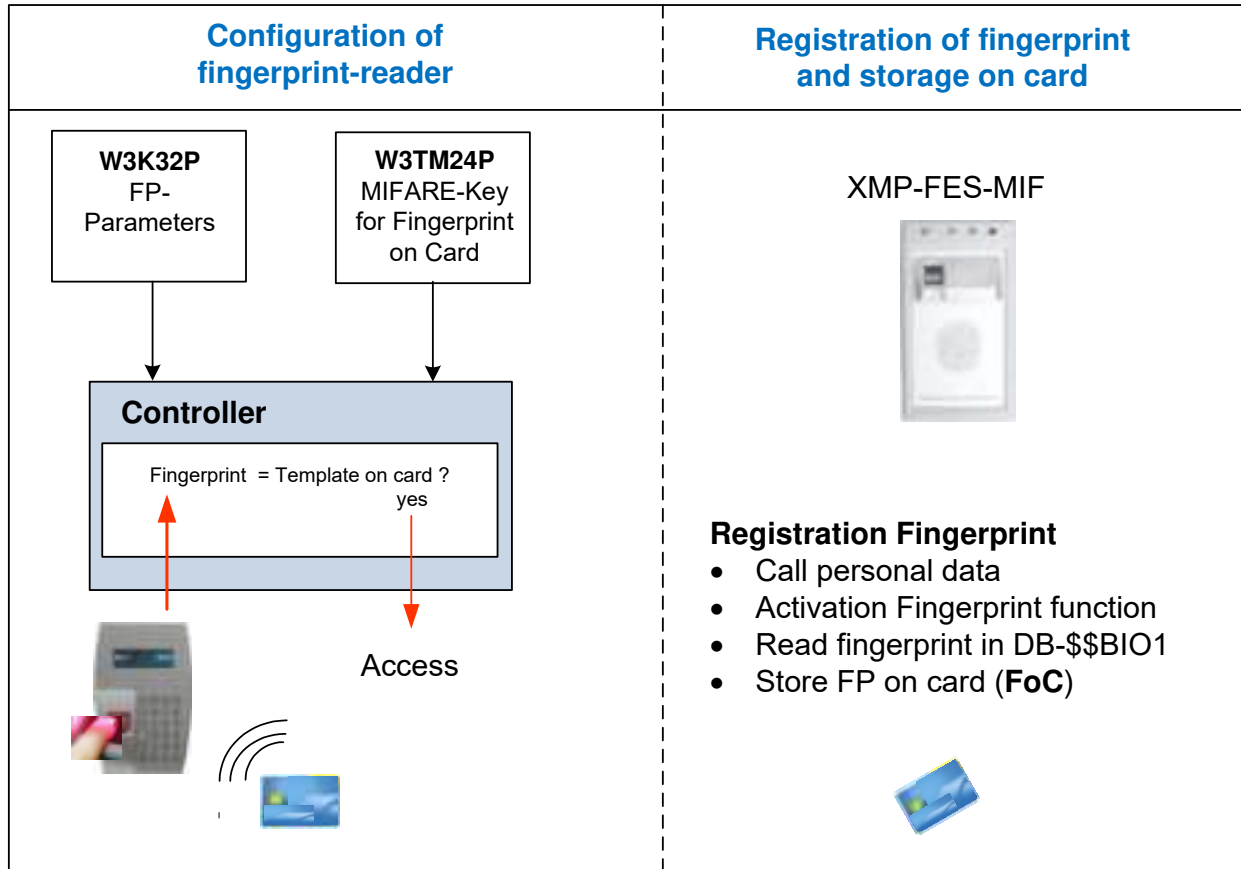 Configuration of
fingerprint-reader
Registration of fingerprint
and storage on card
W3K32P
FP-
Parameters
W3TM24P
MIFARE-Key
for Fingerprint
on Card
Controller
Fingerprint = Template on card ?
yes
Access
XMP-FES-MIF
Registration Fingerprint
• Call personal data
• Activation Fingerprint function
• Read fingerprint in DB-$$BIO1
• Store FP on card (FoC)